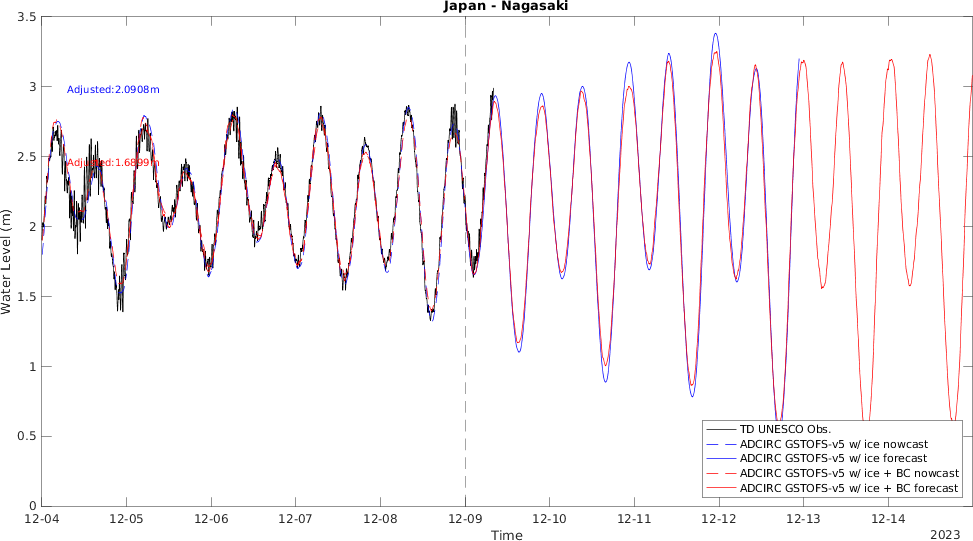 Japan - Nagasaki
3.5
3
2.5
2
1.5
1
0.5
0
Water Level (m)
Adjusted:2.0908m
Adjusted:1.6899m
TD UNESCO Obs.
ADCIRC GSTOFS-v5 w/ ice nowcast
ADCIRC GSTOFS-v5 w/ ice forecast
ADCIRC GSTOFS-v5 w/ ice + BC nowcast
ADCIRC GSTOFS-v5 w/ ice + BC forecast
12-04 12-05 12-06 12-07 12-08 12-09 12-10 12-11 12-12 12-13 12-14
Time
2023